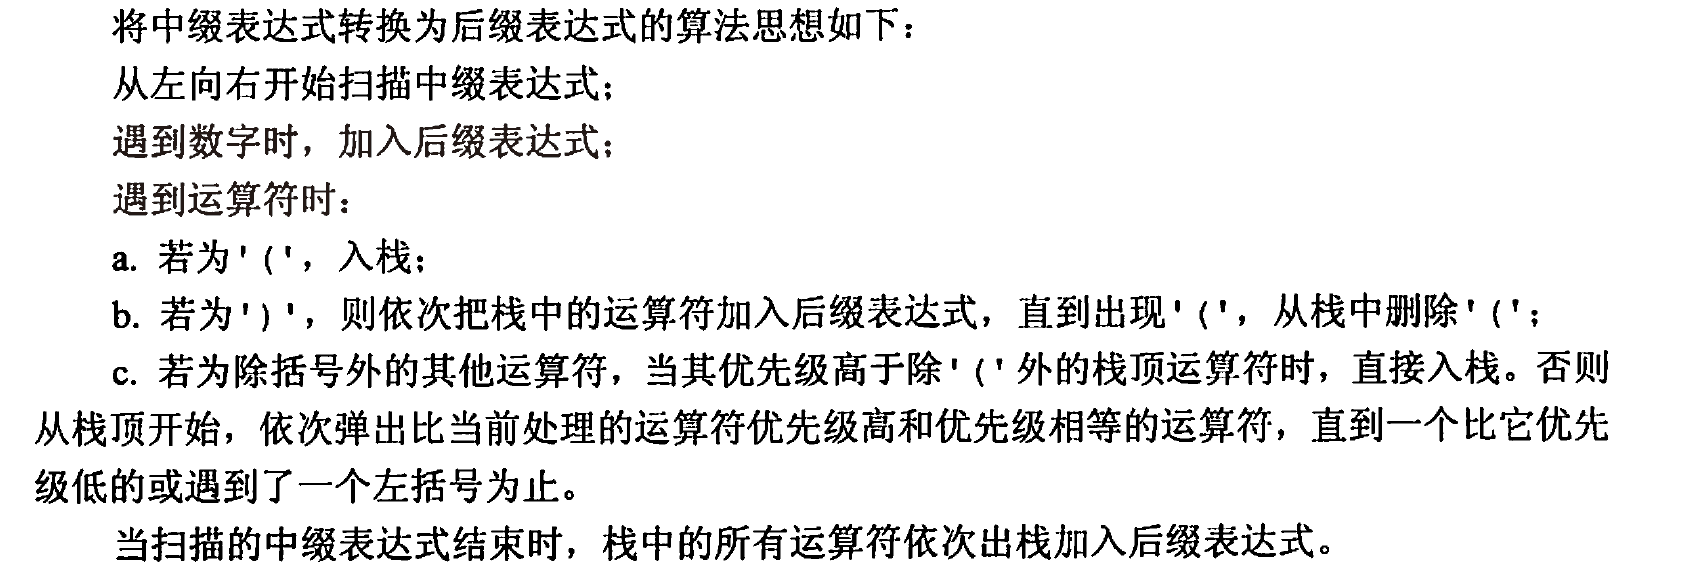 将中缀表达式转换为后缀表达式的算法思想如下：
从左向右开始扫描中缀表达式；
遇到数字时，加入后缀表达式；
遇到运算符时：
a. 若为'('，入栈；
b. 若为')'，则依次把栈中的运算符加入后缀表达式，直到出现'('，从栈中删除'('；
c. 若为除括号外的其他运算符，当其优先级高于除'('外的栈顶运算符时，直接入栈。否则
从栈顶开始，依次弹出比当前处理的运算符优先级高和优先级相等的运算符，直到一个比它优先
级低的或遇到了一个左括号为止。
当扫描的中缀表达式结束时，栈中的所有运算符依次出栈加入后缀表达式。